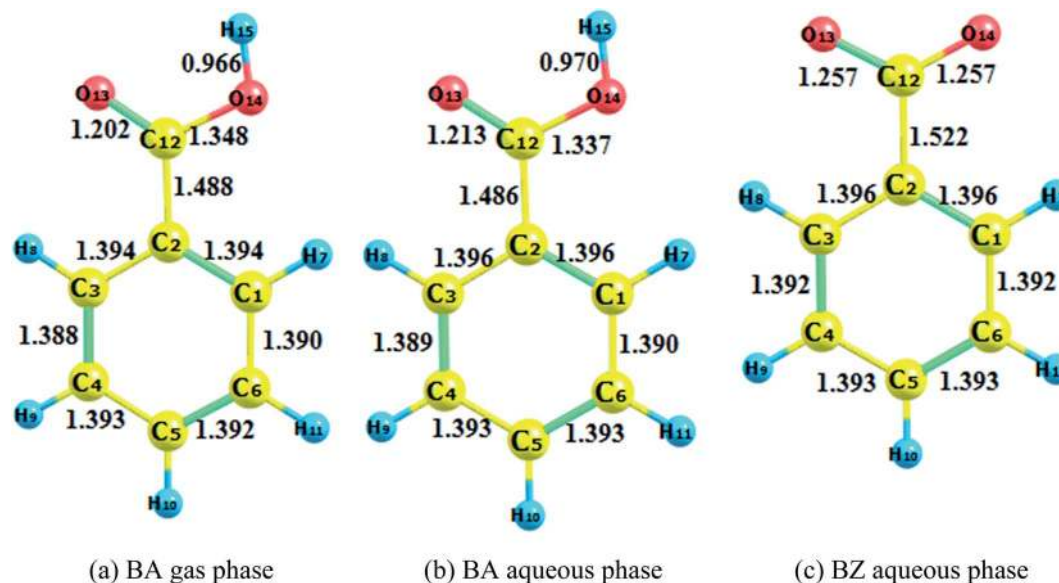 H₁₅
0.966
O₁₃
O₁₄
1.202
C₁₂
1.348
1.488
H₈
C₂
H₇
1.394
1.394
C₃
C₁
1.388
1.390
C₄
C₆
H₉
1.393
C₅
1.392
H₁₁
H₁₀
(a) BA gas phase
H₁₅
0.970
O₁₃
O₁₄
1.213
C₁₂
1.337
1.486
H₈
C₂
H₇
1.396
1.396
C₃
C₁
1.389
1.390
C₄
C₆
H₉
1.393
C₅
1.393
H₁₁
H₁₀
(b) BA aqueous phase
O₁₃
O₁₄
1.257
C₁₂
1.257
1.522
H₈
1.396
C₂
1.396
C₃
C₁
1.392
1.392
C₄
C₆
H₉
1.393
C₅
1.393
H₁
H₁₀
(c) BZ aqueous phase